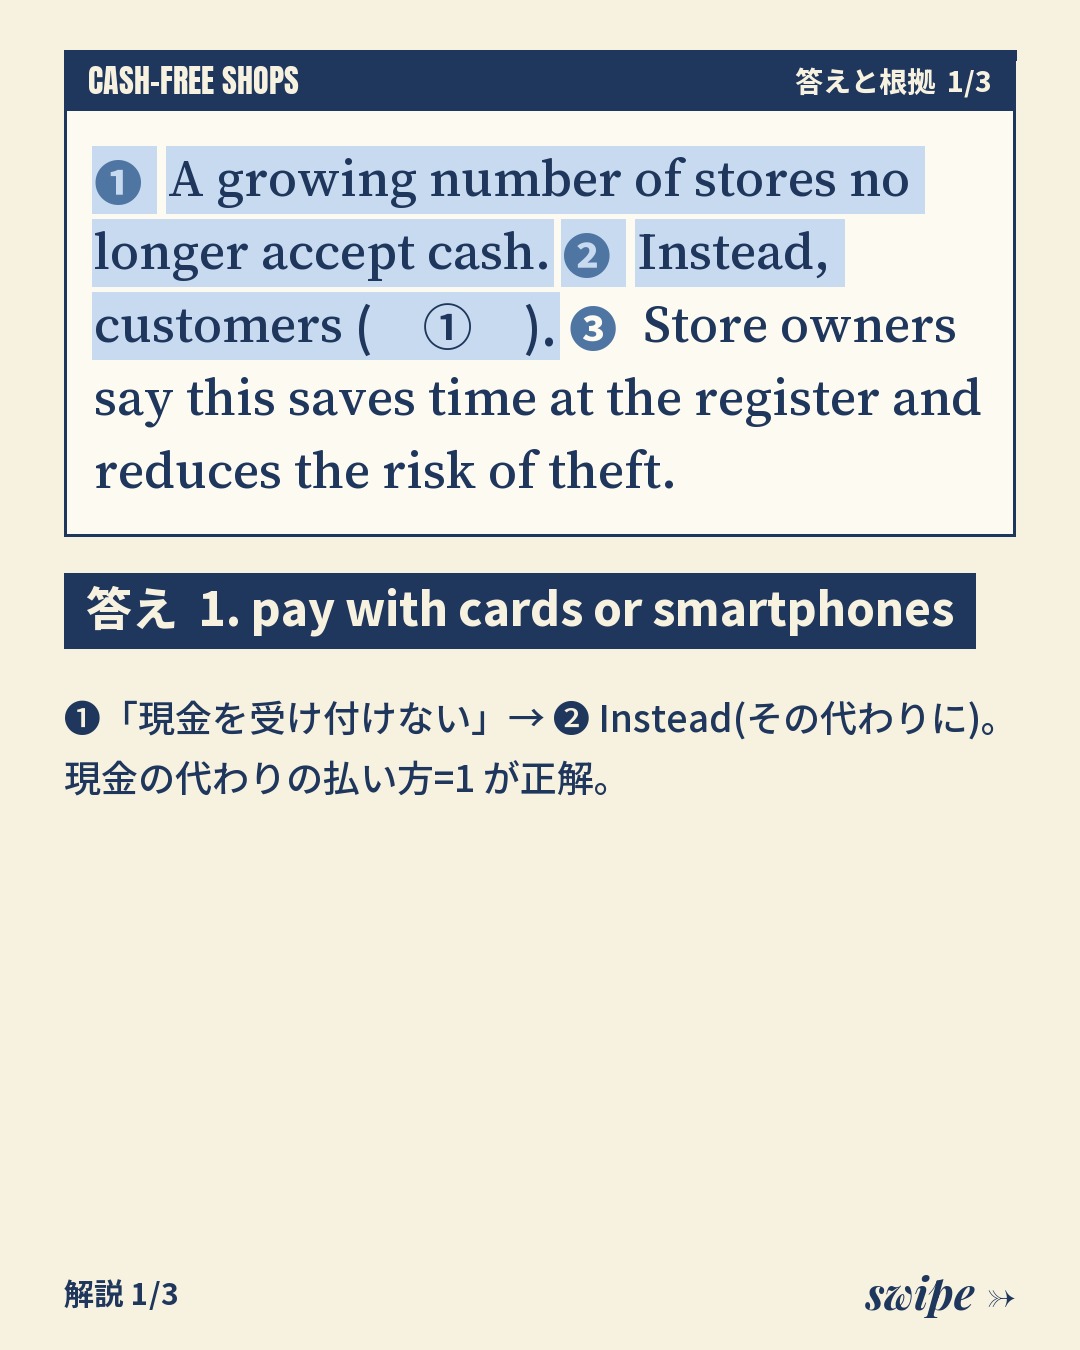 CASH-FREE SHOPS
答えと根拠 1/3
❶ A growing number of stores no
longer accept cash. ❷ Instead,
customers ( ① ). ❸ Store owners
say this saves time at the register and
reduces the risk of theft.
答え 1. pay with cards or smartphones
❶「現金を受け付けない」→ ❷ Instead(その代わりに)。
現金の代わりの払い方=1 が正解。
解説 1/3
swipe